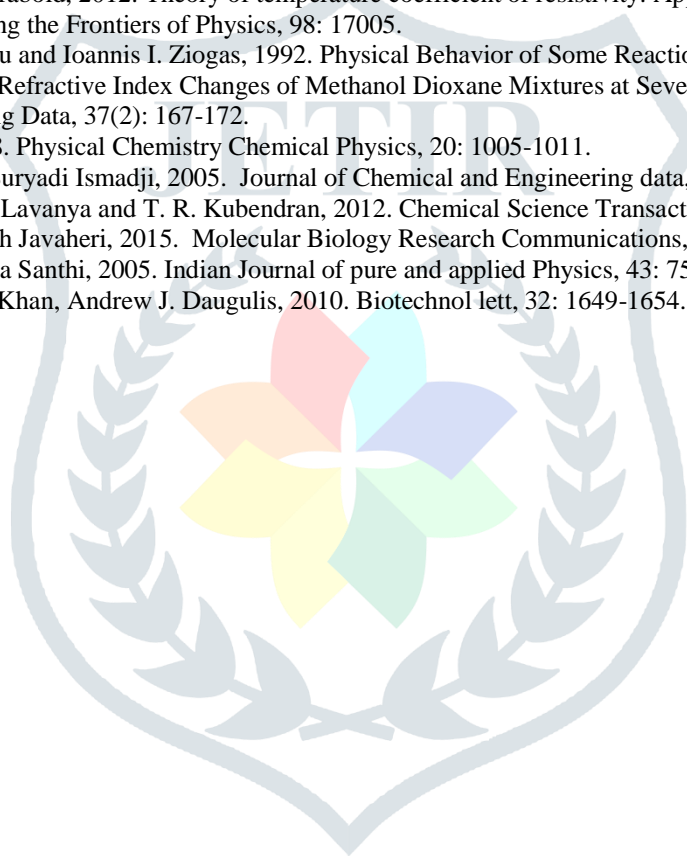 2012. Theory of temperature coefficient of resistivity.
ng the Frontiers of Physics, 98: 17005.
u and Ioannis I. Ziogas, 1992. Physical Behavior of Some Reactio
Refractive Index Changes of Methanol Dioxane Mixtures at Seve
g Data, 37(2): 167-172.
. Physical Chemistry Chemical Physics, 20: 1005-1011.
uryadi Ismadji, 2005. Journal of Chemical and Engineering data,
Lavanya and T. R. Kubendran, 2012. Chemical Science Transact
h Javaheri, 2015. Molecular Biology Research Communications,
a Santhi, 2005. Indian Journal of pure and applied Physics, 43: 75
Khan, Andrew J. Daugulis, 2010. Biotechnol lett, 32: 1649-1654.
JETIR